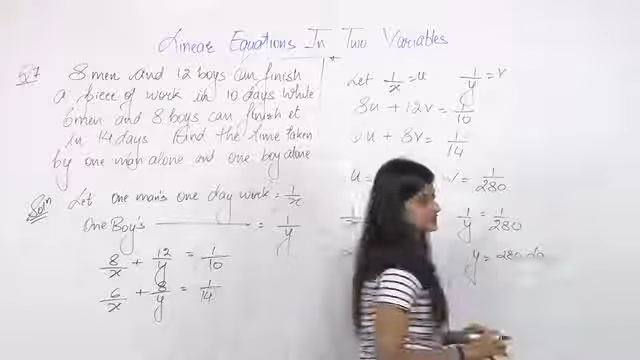 Linear Equations In Two Variables
Q.7 8 men and 12 boys can finish
a piece of work in 10 days while
6 men and 8 boys can finish it
in 14 days. Find the time taken
by one man alone and one boy alone
Soln Let one man's one day work = 1/x
One Boy's ———— = 1/y
8/x + 12/y = 1/10
6/x + 8/y = 1/14
Let 1/x = u 1/y = v
8u + 12v = 1/10
u + 8v = 1/14
u = v = 1/280
1/y = 1/280
y = 280